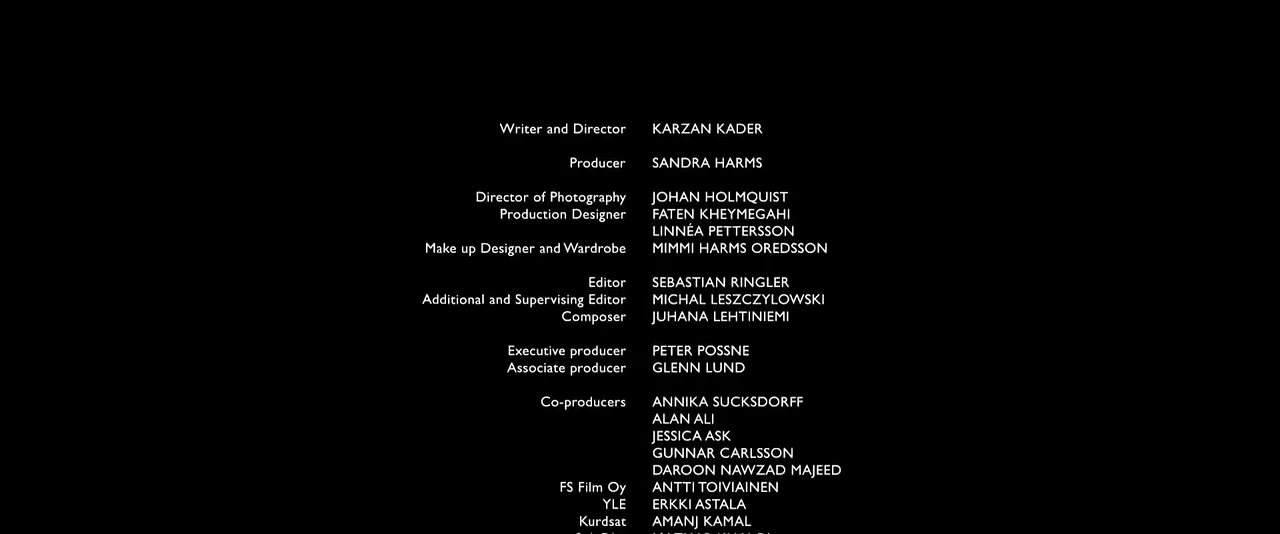 Writer and Director KARZAN KADER
Producer SANDRA HARMS
Director of Photography JOHAN HOLMQUIST
Production Designer FATEN KHEYMEGAHI
LINNÉA PETTERSSON
Make up Designer and Wardrobe MIMMI HARMS OREDSSON
Editor SEBASTIAN RINGLER
Additional and Supervising Editor MICHAL LESZCZYLOWSKI
Composer JUHANA LEHTINIEMI
Executive producer PETER POSSNE
Associate producer GLENN LUND
Co-producers ANNIKA SUCKSDORFF
ALAN ALI
JESSICA ASK
GUNNAR CARLSSON
DAROON NAWZAD MAJEED
FS Film Oy ANTTI TOIVIAINEN
YLE ERKKI ASTALA
Kurdsat AMANJ KAMAL